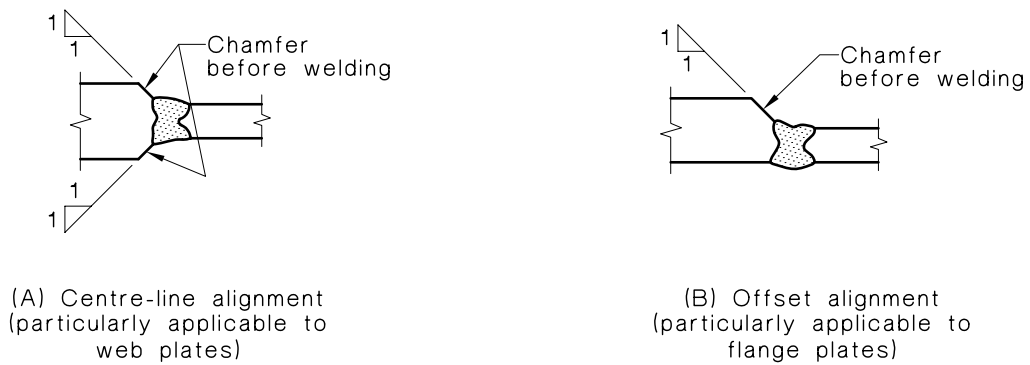 1
1
Chamfer
before welding
1
1
(A) Centre-line alignment
(particularly applicable to
web plates)
1
1
Chamfer
before welding
(B) Offset alignment
(particularly applicable to
flange plates)